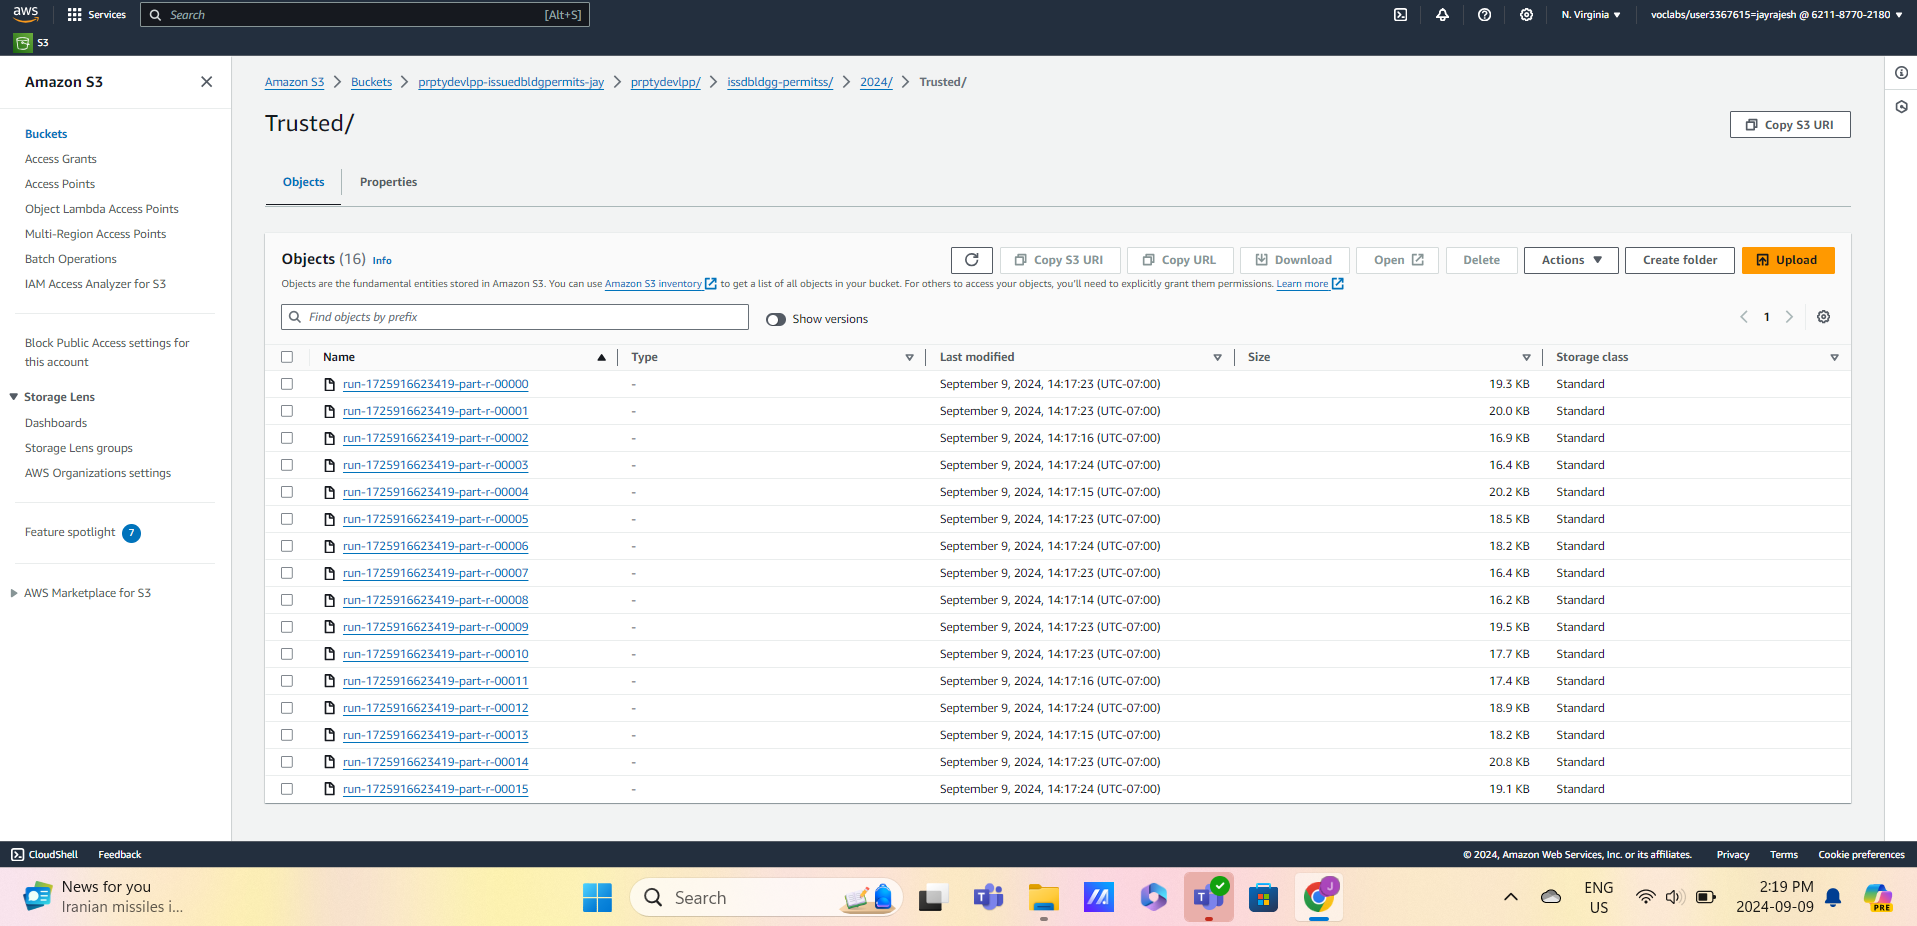 aws Services Search [Alt+S] N. Virginia ▼ voclabs/user3367615=jayrajesh @ 6211-8770-2180 ▼
S3
Amazon S3
Buckets
Access Grants
Access Points
Object Lambda Access Points
Multi-Region Access Points
Batch Operations
IAM Access Analyzer for S3
Block Public Access settings for
this account
▼ Storage Lens
Dashboards
Storage Lens groups
AWS Organizations settings
Feature spotlight 7
AWS Marketplace for S3
Amazon S3 > Buckets > prptydevlpp-issuedbldgpermits-jay > prptydevlpp/ > issdbldgg-permitss/ > 2024/ > Trusted/
Trusted/
Copy S3 URI
Objects Properties
Objects (16) Info
Copy S3 URI Copy URL Download Open Delete Actions ▼ Create folder Upload
Objects are the fundamental entities stored in Amazon S3. You can use Amazon S3 inventory to get a list of all objects in your bucket. For others to access your objects, you'll need to explicitly grant them permissions. Learn more
Find objects by prefix Show versions < 1 >
Name Type Last modified Size Storage class
run-1725916623419-part-r-00000 - September 9, 2024, 14:17:23 (UTC-07:00) 19.3 KB Standard
run-1725916623419-part-r-00001 - September 9, 2024, 14:17:23 (UTC-07:00) 20.0 KB Standard
run-1725916623419-part-r-00002 - September 9, 2024, 14:17:16 (UTC-07:00) 16.9 KB Standard
run-1725916623419-part-r-00003 - September 9, 2024, 14:17:24 (UTC-07:00) 16.4 KB Standard
run-1725916623419-part-r-00004 - September 9, 2024, 14:17:15 (UTC-07:00) 20.2 KB Standard
run-1725916623419-part-r-00005 - September 9, 2024, 14:17:23 (UTC-07:00) 18.5 KB Standard
run-1725916623419-part-r-00006 - September 9, 2024, 14:17:24 (UTC-07:00) 18.2 KB Standard
run-1725916623419-part-r-00007 - September 9, 2024, 14:17:23 (UTC-07:00) 16.4 KB Standard
run-1725916623419-part-r-00008 - September 9, 2024, 14:17:14 (UTC-07:00) 16.2 KB Standard
run-1725916623419-part-r-00009 - September 9, 2024, 14:17:23 (UTC-07:00) 19.5 KB Standard
run-1725916623419-part-r-00010 - September 9, 2024, 14:17:23 (UTC-07:00) 17.7 KB Standard
run-1725916623419-part-r-00011 - September 9, 2024, 14:17:16 (UTC-07:00) 17.4 KB Standard
run-1725916623419-part-r-00012 - September 9, 2024, 14:17:24 (UTC-07:00) 18.9 KB Standard
run-1725916623419-part-r-00013 - September 9, 2024, 14:17:15 (UTC-07:00) 18.2 KB Standard
run-1725916623419-part-r-00014 - September 9, 2024, 14:17:23 (UTC-07:00) 20.8 KB Standard
run-1725916623419-part-r-00015 - September 9, 2024, 14:17:24 (UTC-07:00) 19.1 KB Standard
CloudShell Feedback © 2024, Amazon Web Services, Inc. or its affiliates. Privacy Terms Cookie preferences
News for you
Iranian missiles i...
Search
ENG
US
2:19 PM
2024-09-09
J
PRE